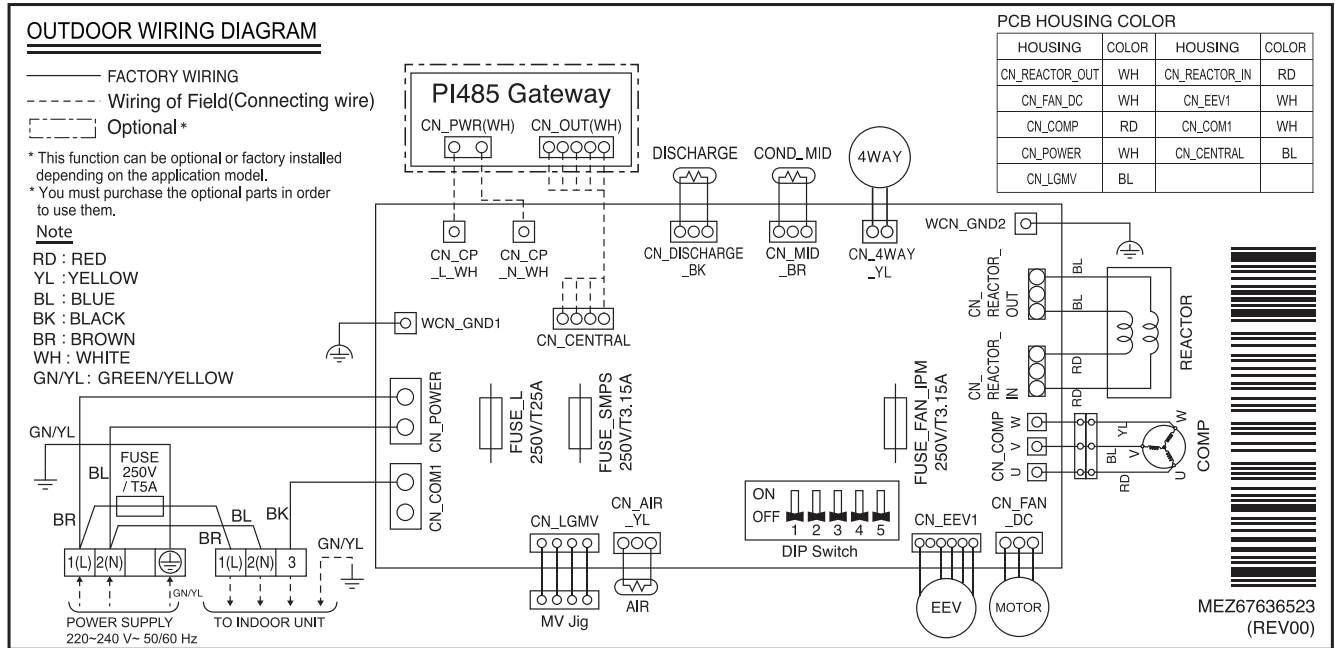 OUTDOOR WIRING DIAGRAM
FACTORY WIRING
Wiring of Field(Connecting wire)
Optional *
* This function can be optional or factory installed
depending on the application model.
* You must purchase the optional parts in order
to use them.
Note
RD : RED
YL : YELLOW
BL : BLUE
BK : BLACK
BR : BROWN
WH : WHITE
GN/YL : GREEN/YELLOW
PI485 Gateway
CN_PWR(WH) CN_OUT(WH)
CN_CP
_L_WH
CN_CP
_N_WH
CN_CENTRAL
DISCHARGE
CN_DISCHARGE
_BK
COND_MID
CN_MID
_BR
4WAY
CN_4WAY
_YL
PCB HOUSING COLOR
HOUSING COLOR HOUSING COLOR
CN_REACTOR_OUT WH CN_REACTOR_IN RD
CN_FAN_DC WH CN_EEV1 WH
CN_COMP RD CN_COM1 WH
CN_POWER WH CN_CENTRAL BL
CN_LGMV BL
WCN_GND2
WCN_GND1
CN_
REACTOR_
OUT
BL
BL
CN_
REACTOR_
IN
RD
RD
REACTOR
CN_COMP
W
V
U
YL
BL
RD
W
V
U
COMP
CN_POWER
CN_COM1
FUSE_L
250V/T25A
FUSE_SMPS
250V/T3.15A
FUSE_FAN_IPM
250V/T3.15A
GN/YL
FUSE
250V
/ T5A
BL
BR
BR
BL
BK
GN/YL
1(L) 2(N)
1(L) 2(N) 3
GN/YL
POWER SUPPLY
220~240 V~ 50/60 Hz
TO INDOOR UNIT
CN_LGMV
MV Jig
CN_AIR
_YL
AIR
ON
OFF
1 2 3 4 5
DIP Switch
CN_EEV1
EEV
CN_FAN
_DC
MOTOR
MEZ67636523
(REV00)